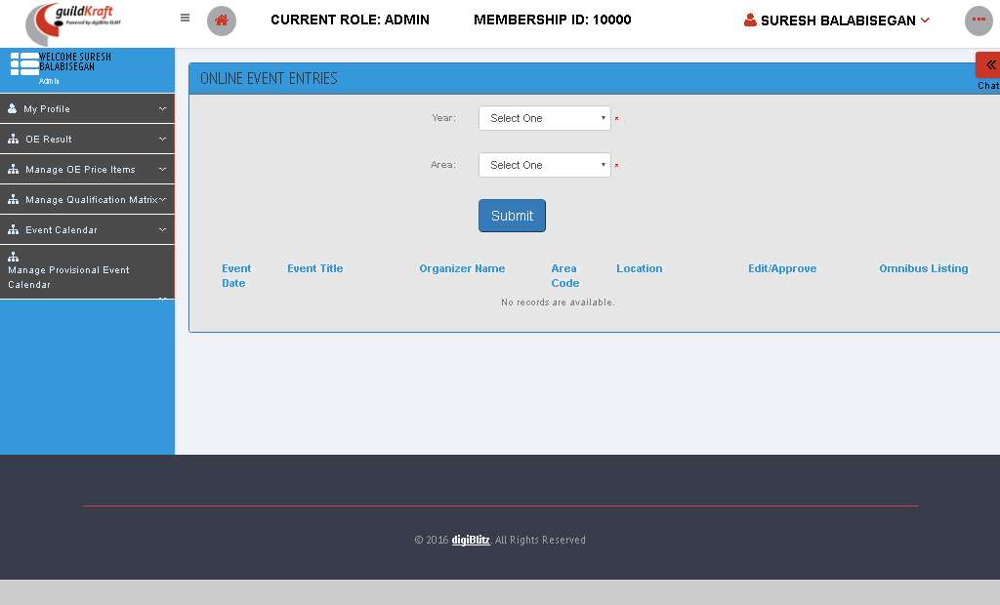 guildKraft
Powered by digiBlitz ELMT
CURRENT ROLE: ADMIN
MEMBERSHIP ID: 10000
SURESH BALABISEGAN
WELCOME SURESH
BALABISEGAN
Admin
Chat
My Profile
OE Result
Manage OE Price Items
Manage Qualification Matrix
Event Calendar
Manage Provisional Event
Calendar
ONLINE EVENT ENTRIES
Year: Select One *
Area: Select One *
Submit
Event Date
Event Title
Organizer Name
Area Code
Location
Edit/Approve
Omnibus Listing
No records are available.
© 2016 digiBlitz. All Rights Reserved